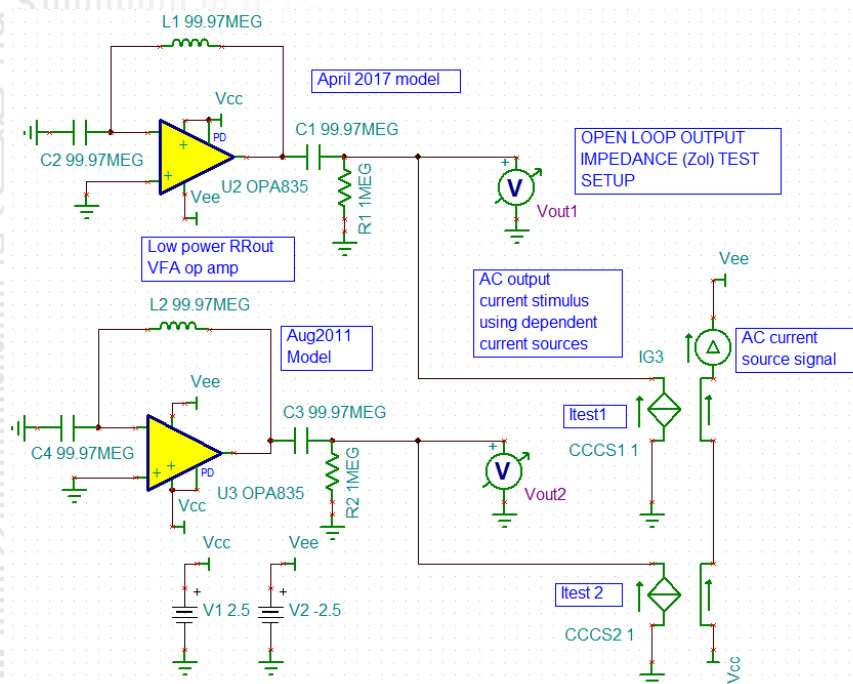 L1 99.97MEG
April 2017 model
Vcc
PD
C1 99.97MEG
C2 99.97MEG
OPEN LOOP OUTPUT
IMPEDANCE (Zol) TEST
SETUP
+
+
U2 OPA835
Vee
R1 1MEG
+
V
Vout1
Low power RRout
VFA op amp
Vee
AC output
current stimulus
using dependent
current sources
L2 99.97MEG
Aug2011
Model
IG3
AC current
source signal
Vee
C3 99.97MEG
Itest1
C4 99.97MEG
+
+
PD
U3 OPA835
CCCS1 1
R2 1MEG
+
V
Vout2
Vcc
Vcc
Vee
Itest 2
+
V1 2.5
+
V2 -2.5
CCCS2 1
Vcc